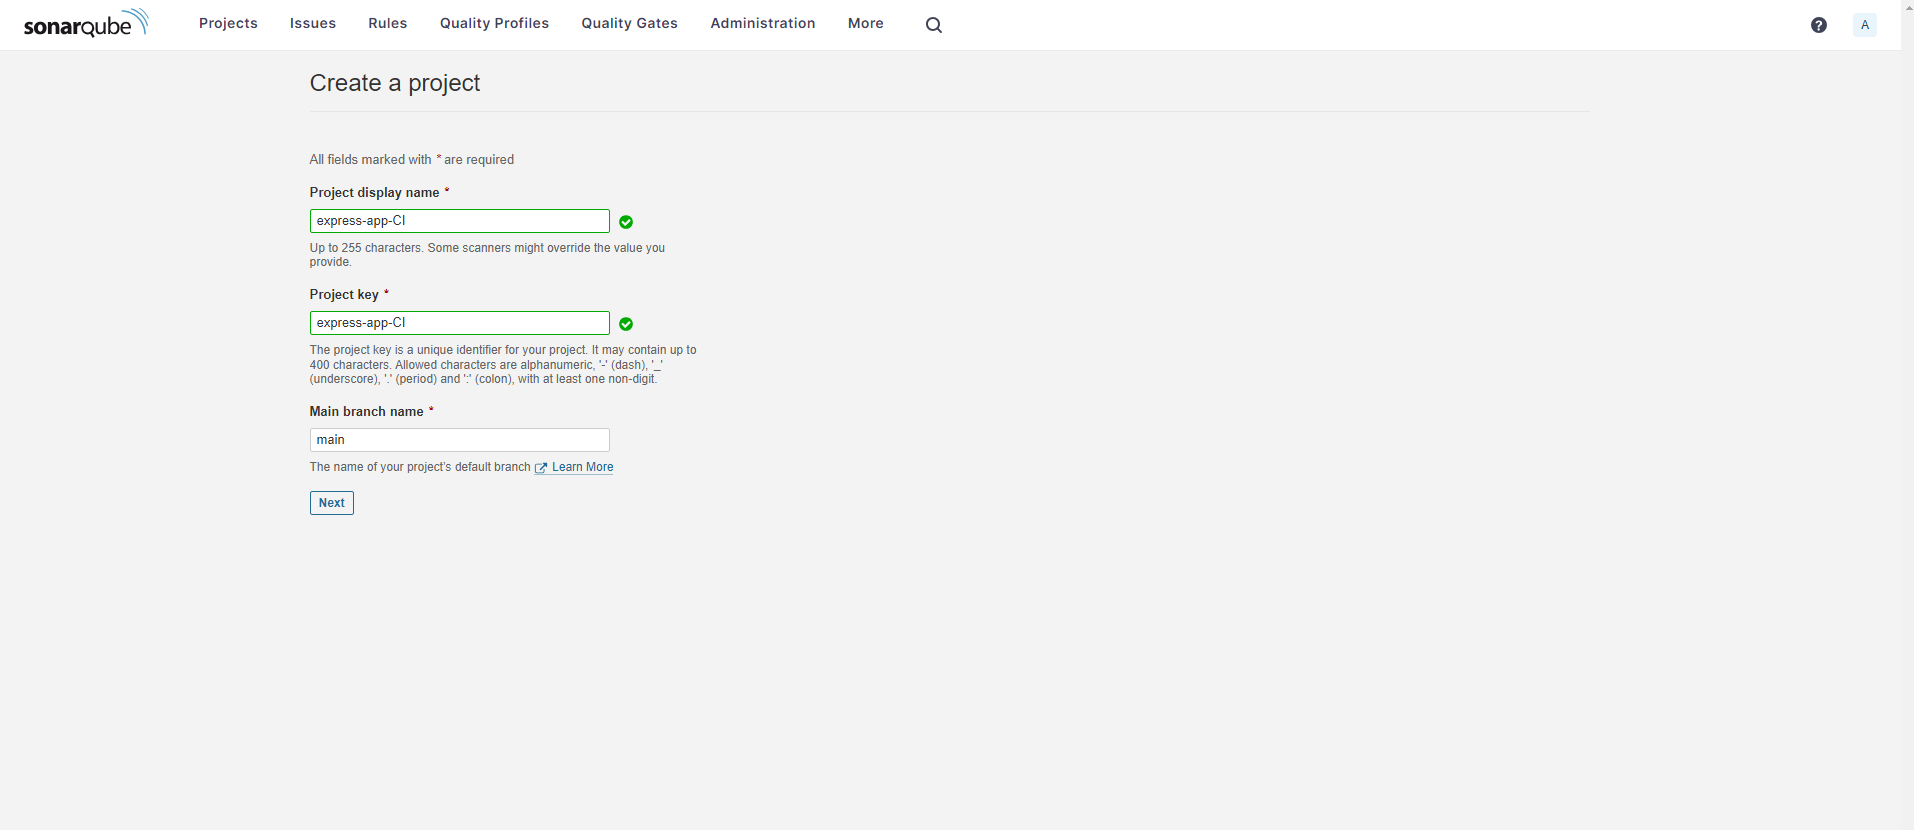 sonarqube Projects Issues Rules Quality Profiles Quality Gates Administration More ? A
Create a project
All fields marked with * are required
Project display name *
express-app-CI
Up to 255 characters. Some scanners might override the value you
provide.
Project key *
express-app-CI
The project key is a unique identifier for your project. It may contain up to
400 characters. Allowed characters are alphanumeric, '-' (dash), '_'
(underscore), '.' (period) and ':' (colon), with at least one non-digit.
Main branch name *
main
The name of your project's default branch Learn More
Next